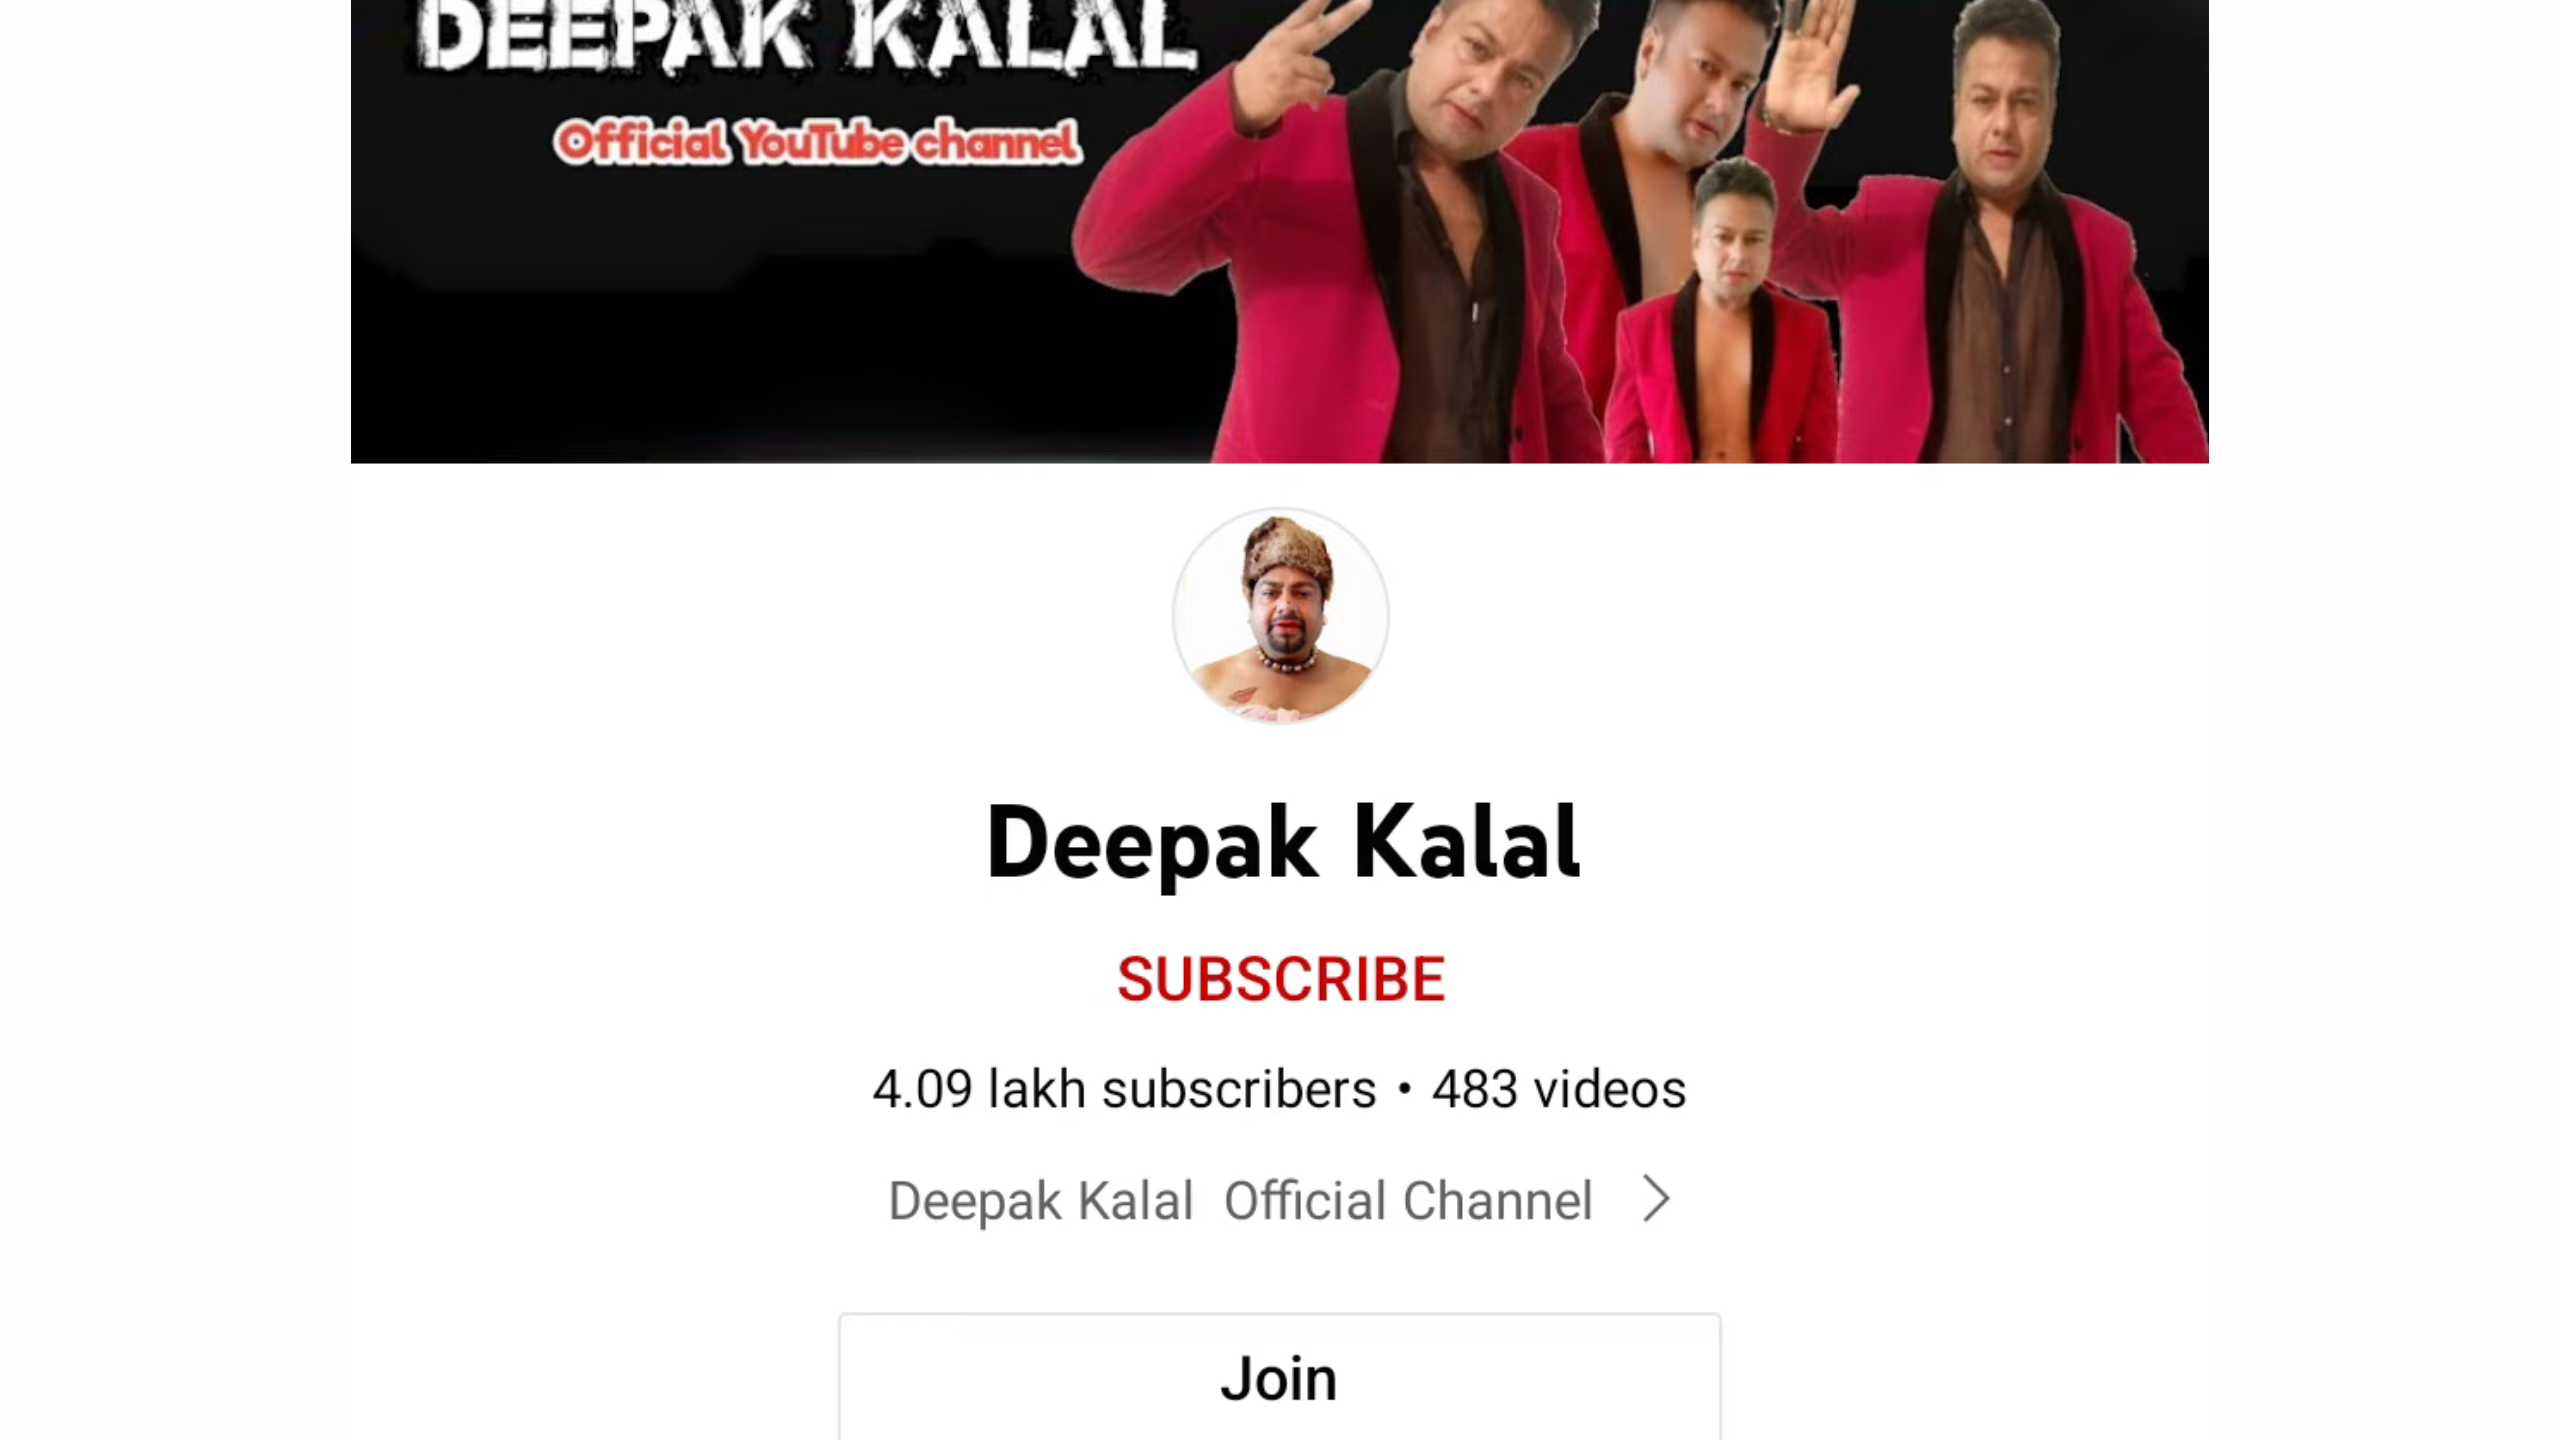 DEEPAK KALAL
Official YouTube channel
Deepak Kalal
SUBSCRIBE
4.09 lakh subscribers • 483 videos
Deepak Kalal Official Channel >
Join